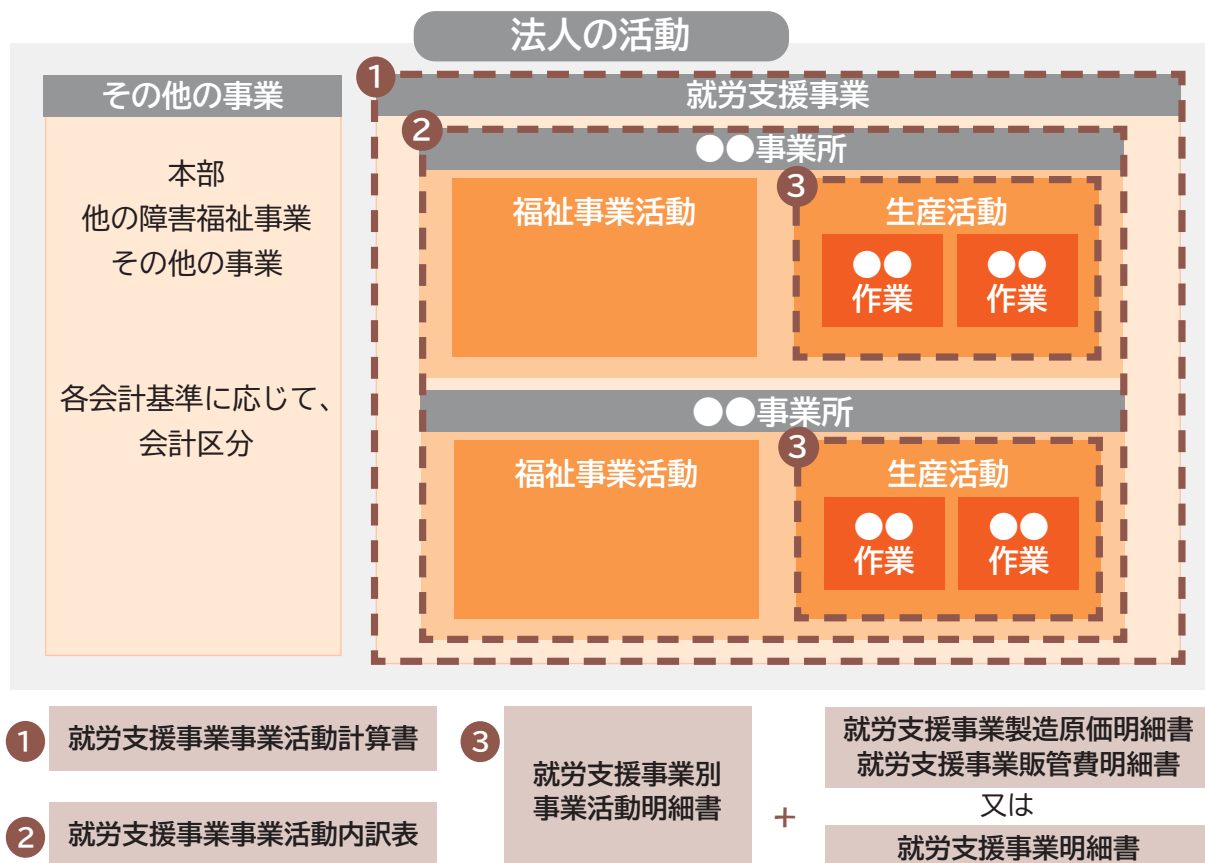 法人の活動
その他の事業
本部
他の障害福祉事業
その他の事業
各会計基準に応じて、
会計区分
1
就労支援事業
2
●●事業所
福祉事業活動
3
生産活動
●●
作業
●●
作業
●●事業所
福祉事業活動
3
生産活動
●●
作業
●●
作業
1
就労支援事業事業活動計算書
2
就労支援事業事業活動内訳表
3
就労支援事業別
事業活動明細書
+
就労支援事業製造原価明細書
就労支援事業販管費明細書
又は
就労支援事業明細書